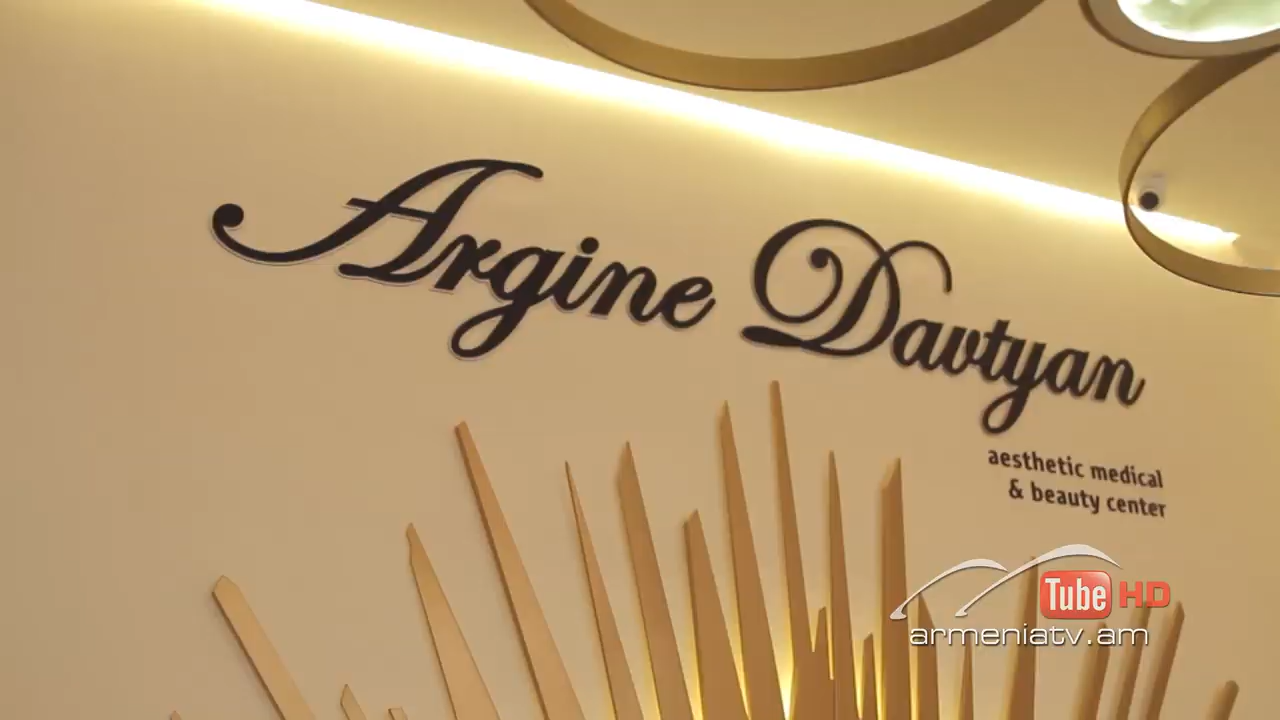 Argine Davtyan
aesthetic medical
& beauty center
Tube HD
armeniatv.am